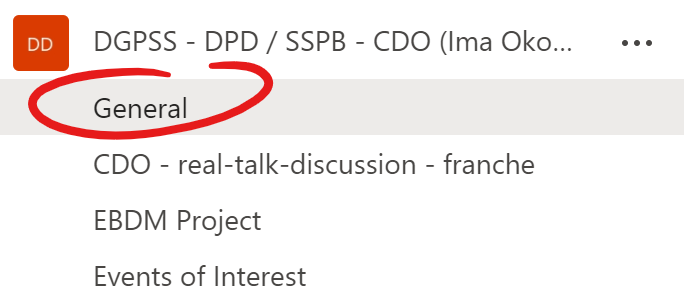 DD DGPSS - DPD / SSPB - CDO (Ima Oko...
General
CDO - real-talk-discussion - franche
EBDM Project
Events of Interest